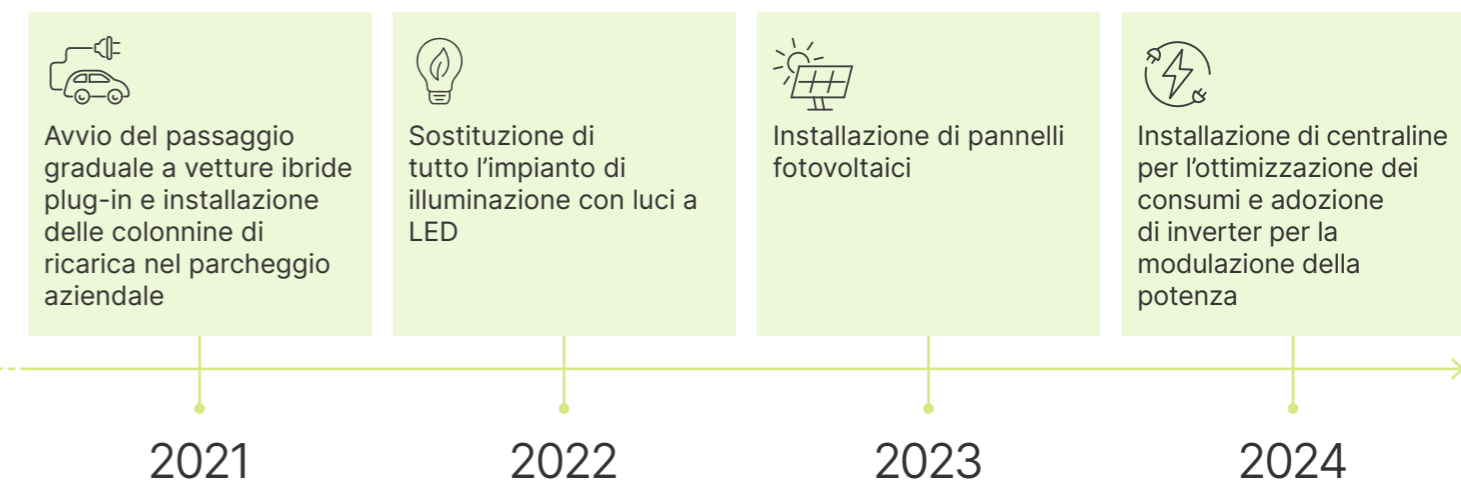 Avvio del passaggio
graduale a vetture ibride
plug-in e installazione
delle colonnine di
ricarica nel parcheggio
aziendale
Sostituzione di
tutto l’impianto di
illuminazione con luci a
LED
Installazione di pannelli
fotovoltaici
Installazione di centraline
per l’ottimizzazione dei
consumi e adozione
di inverter per la
modulazione della
potenza
2021
2022
2023
2024